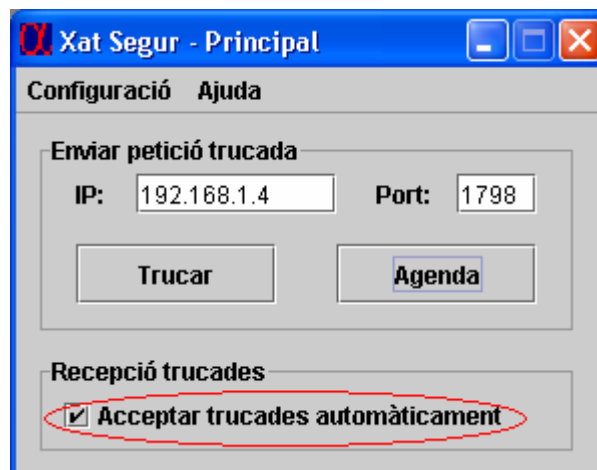 Xat Segur - Principal
Configuració Ajuda
Enviar petició trucada
IP: 192.168.1.4 Port: 1798
Trucar Agenda
Recepció trucades
Acceptar trucades automàticament